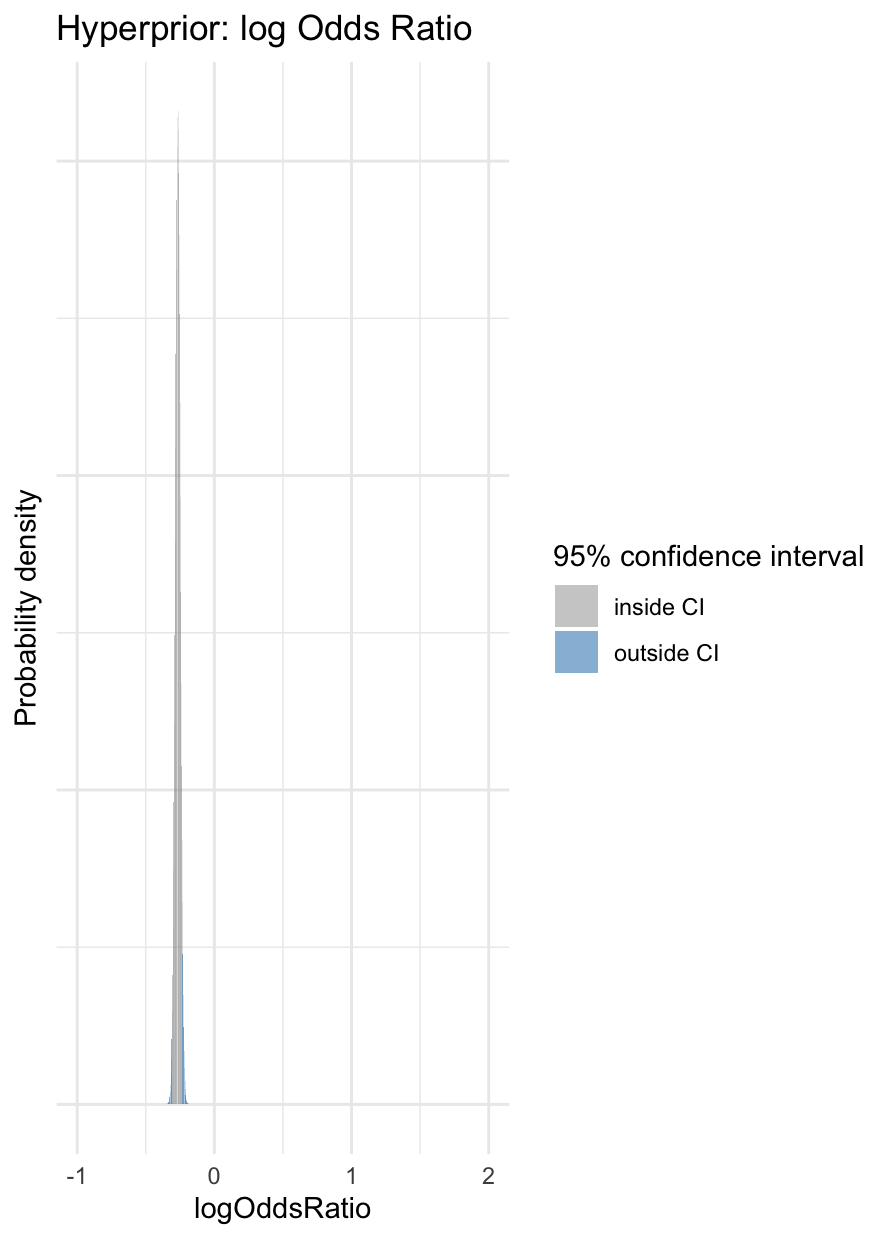 Hyperprior: log Odds Ratio
Probability density
-1 0 1 2
logOddsRatio
95% confidence interval
inside CI
outside CI